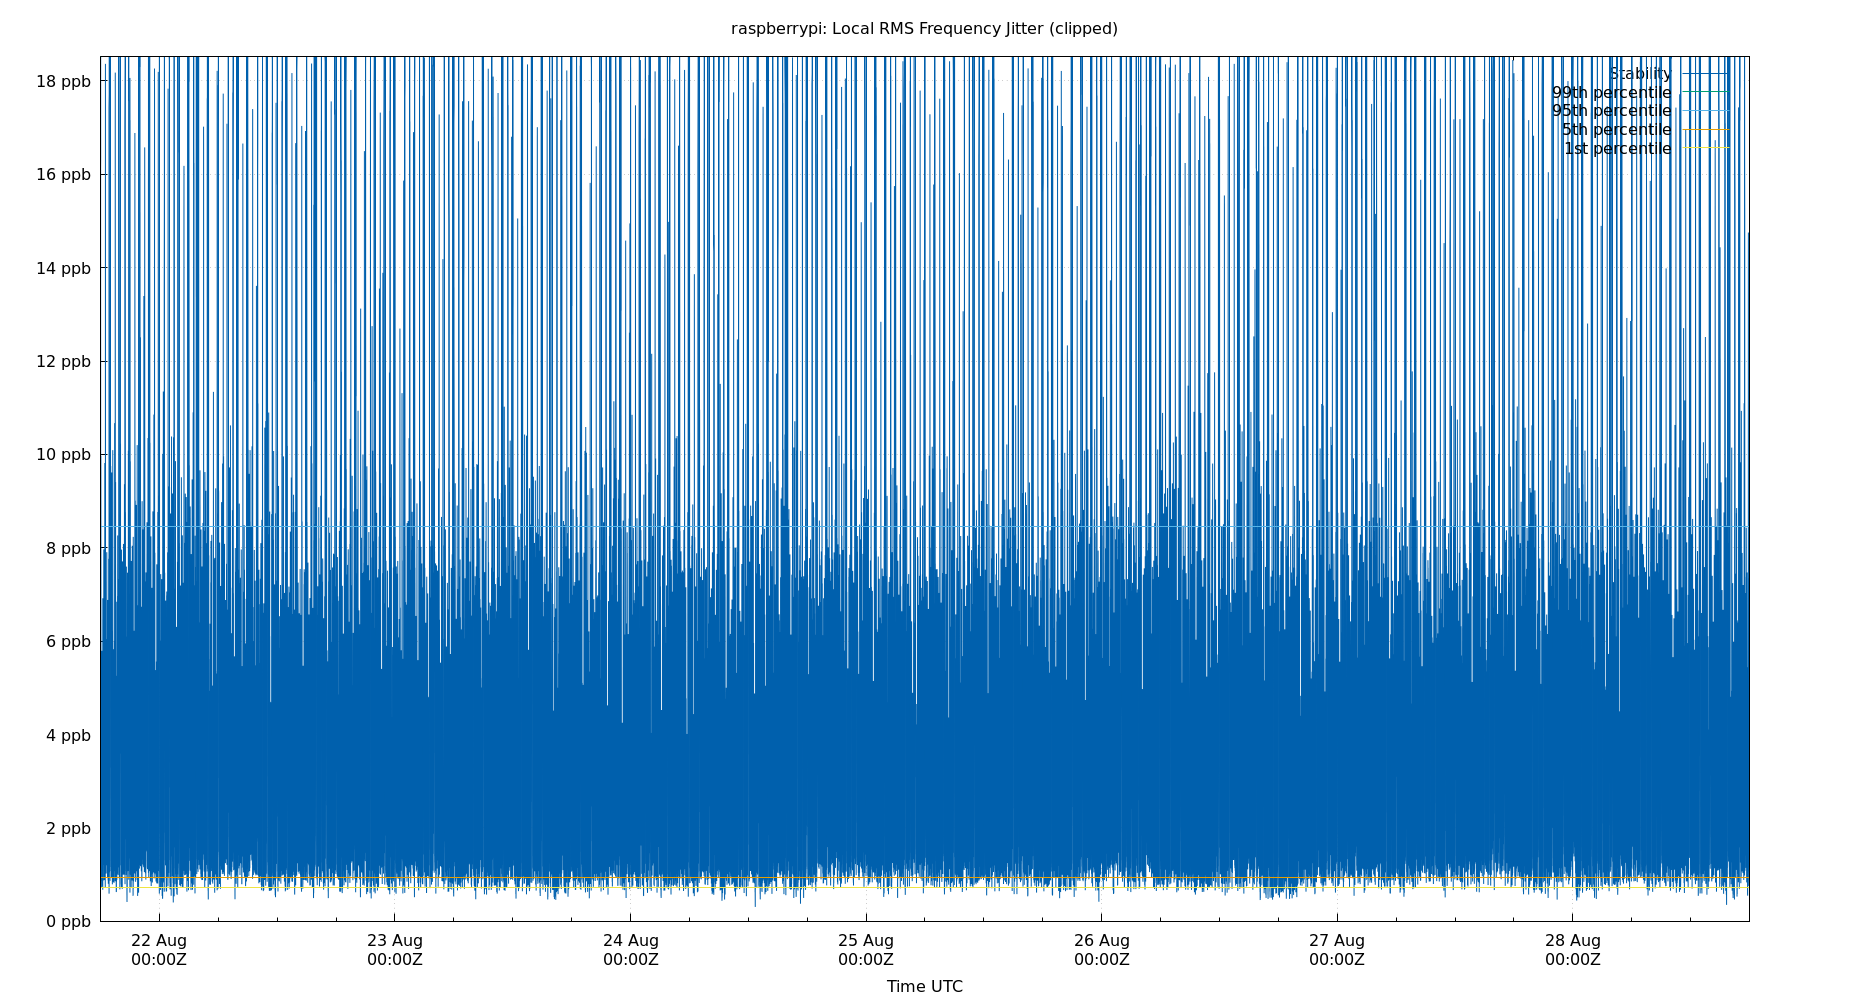 raspberrypi: Local RMS Frequency Jitter (clipped)
18 ppb
16 ppb
14 ppb
12 ppb
10 ppb
8 ppb
6 ppb
4 ppb
2 ppb
0 ppb
Stability
99th percentile
95th percentile
5th percentile
1st percentile
22 Aug
00:00Z
23 Aug
00:00Z
24 Aug
00:00Z
25 Aug
00:00Z
26 Aug
00:00Z
27 Aug
00:00Z
28 Aug
00:00Z
Time UTC